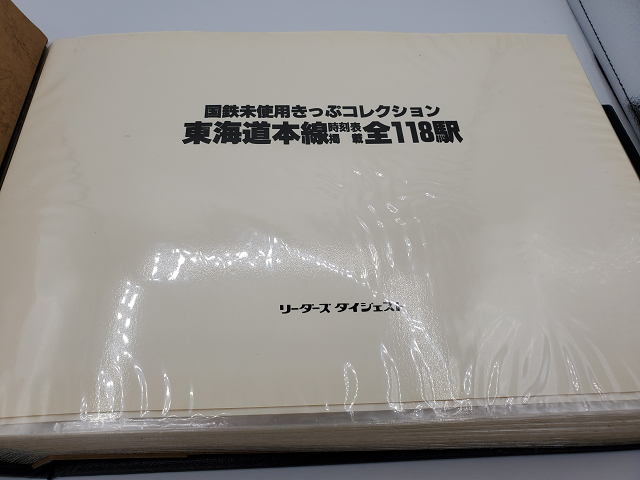 国鉄未使用きっぷコレクション
東海道本線時刻表掲載全118駅
リーダーズ ダイジェスト